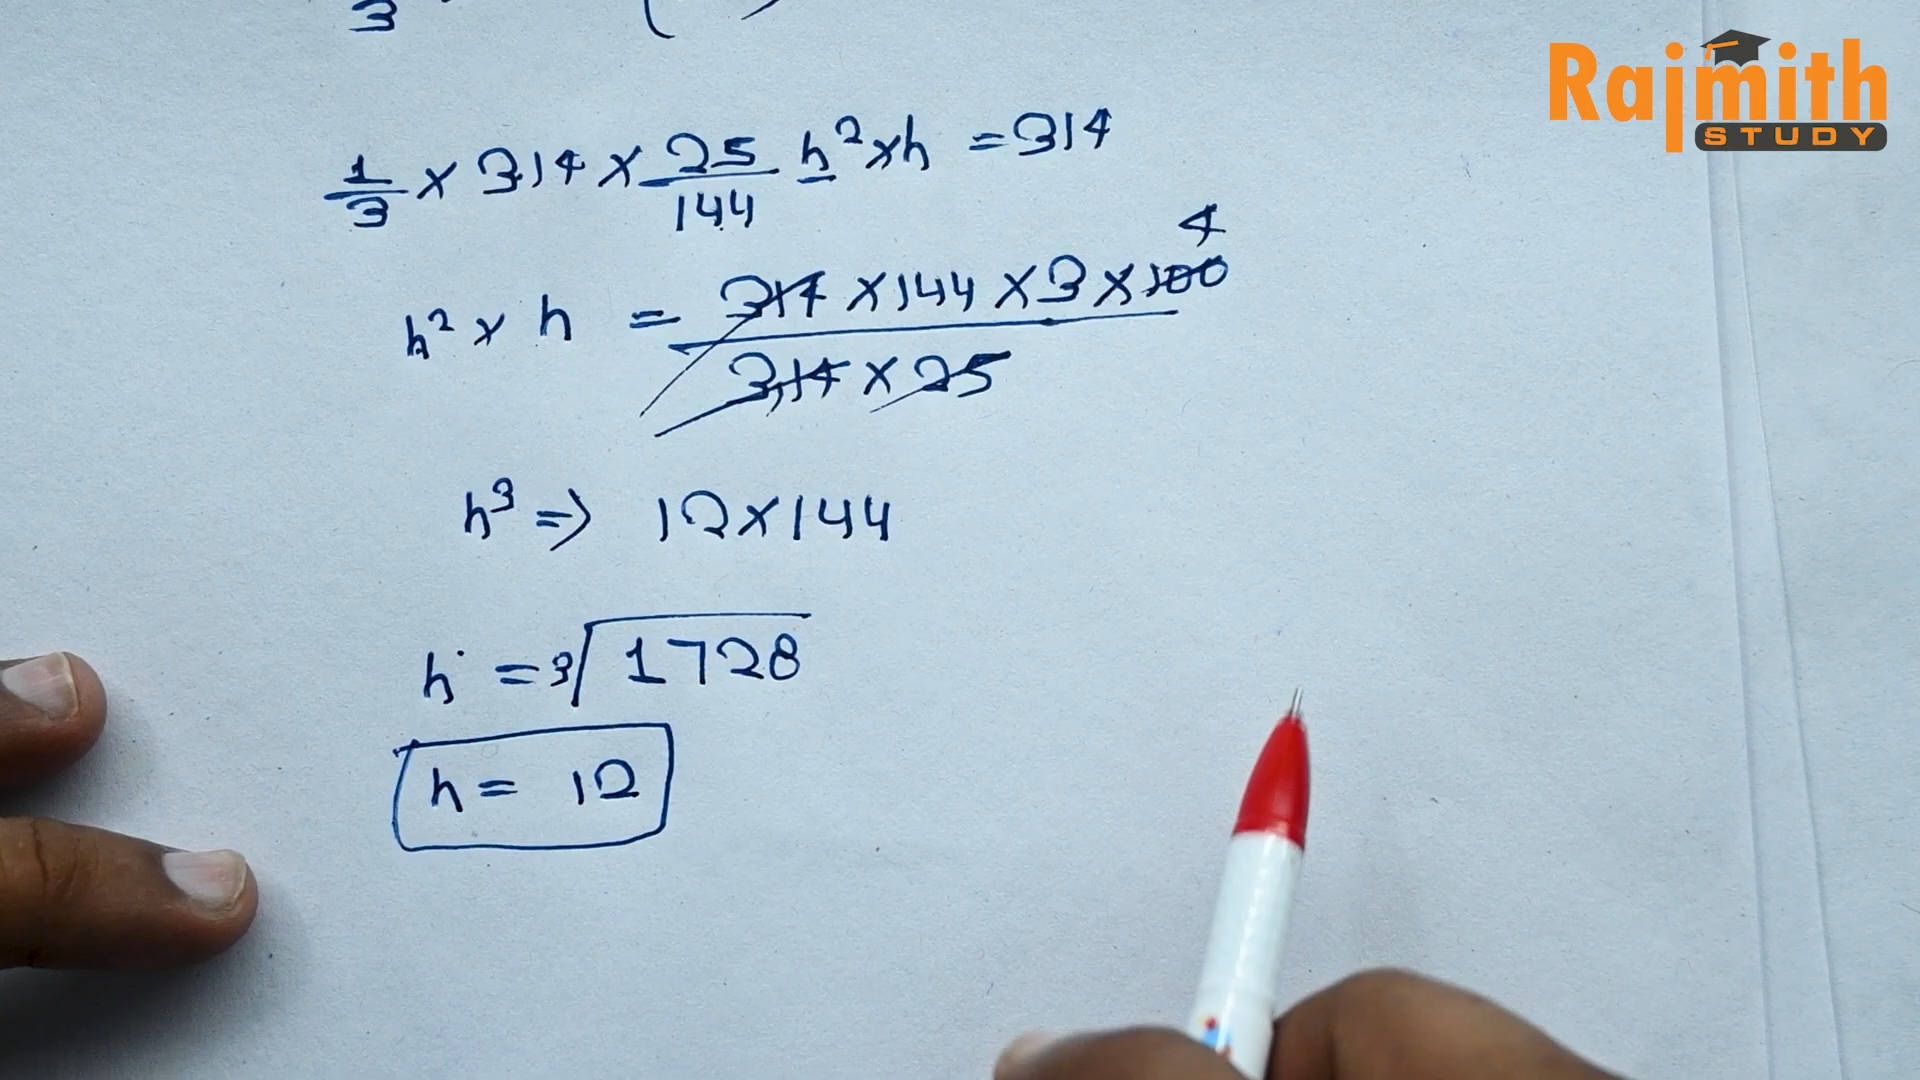 3 (
Rajmith
STUDY
1/3 × 3.14 × 25/144 h² × h = 314
4
h² × h = 314 × 144 × 3 × 100 / 3.14 × 25
h³ => 12 × 144
h = ³√1728
h = 12